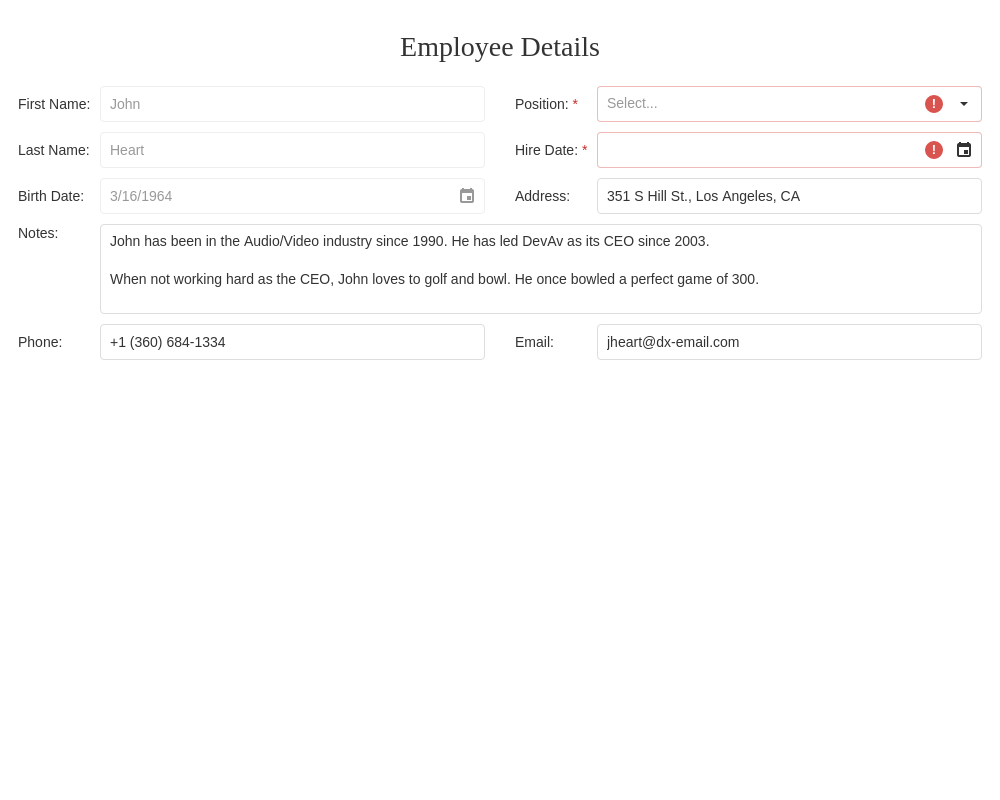 Employee Details
First Name: John
Position: * Select... !
Last Name: Heart
Hire Date: * !
Birth Date: 3/16/1964
Address: 351 S Hill St., Los Angeles, CA
Notes: John has been in the Audio/Video industry since 1990. He has led DevAv as its CEO since 2003.
When not working hard as the CEO, John loves to golf and bowl. He once bowled a perfect game of 300.
Phone: +1 (360) 684-1334
Email: jheart@dx-email.com